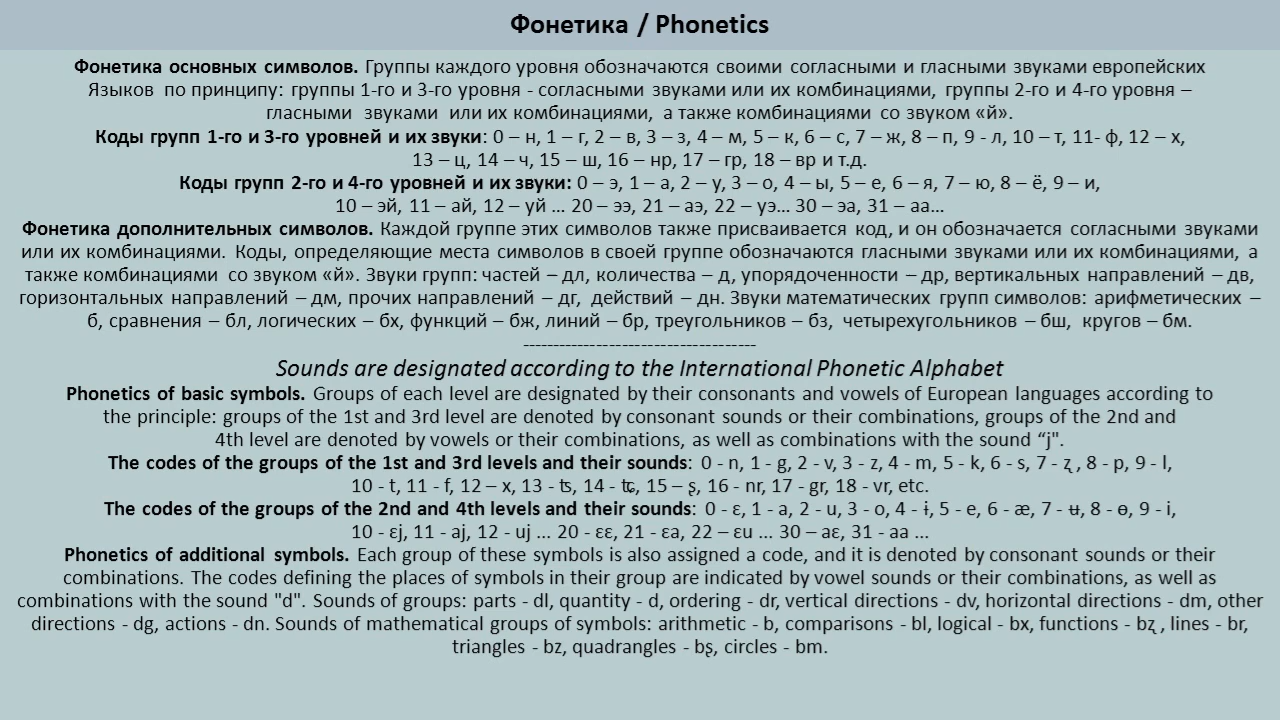 Фонетика / Phonetics
Фонетика основных символов. Группы каждого уровня обозначаются своими согласными и гласными звуками европейских
Языков по принципу: группы 1-го и 3-го уровня - согласными звуками или их комбинациями, группы 2-го и 4-го уровня –
гласными звуками или их комбинациями, а также комбинациями со звуком «й».
Коды групп 1-го и 3-го уровней и их звуки: 0 – н, 1 – г, 2 – в, 3 – з, 4 – м, 5 – к, 6 – с, 7 – ж, 8 – п, 9 - л, 10 – т, 11- ф, 12 – х,
13 – ц, 14 – ч, 15 – ш, 16 – нр, 17 – гр, 18 – вр и т.д.
Коды групп 2-го и 4-го уровней и их звуки: 0 – э, 1 – а, 2 – у, 3 – о, 4 – ы, 5 – е, 6 – я, 7 – ю, 8 – ё, 9 – и,
10 – эй, 11 – ай, 12 – уй ... 20 – ээ, 21 – аэ, 22 – уэ... 30 – эа, 31 – аа...
Фонетика дополнительных символов. Каждой группе этих символов также присваивается код, и он обозначается согласными звуками
или их комбинациями. Коды, определяющие места символов в своей группе обозначаются гласными звуками или их комбинациями, а
также комбинациями со звуком «й». Звуки групп: частей – дл, количества – д, упорядоченности – др, вертикальных направлений – дв,
горизонтальных направлений – дм, прочих направлений – дг, действий – дн. Звуки математических групп символов: арифметических –
б, сравнения – бл, логических – бх, функций – бж, линий – бр, треугольников – бз, четырехугольников – бш, кругов – бм.
---------------------------------------
Sounds are designated according to the International Phonetic Alphabet
Phonetics of basic symbols. Groups of each level are designated by their consonants and vowels of European languages according to
the principle: groups of the 1st and 3rd level are denoted by consonant sounds or their combinations, groups of the 2nd and
4th level are denoted by vowels or their combinations, as well as combinations with the sound “j".
The codes of the groups of the 1st and 3rd levels and their sounds: 0 - n, 1 - g, 2 - v, 3 - z, 4 - m, 5 - k, 6 - s, 7 - ʐ , 8 - p, 9 - l,
10 - t, 11 - f, 12 – x, 13 - ʦ, 14 - ʨ, 15 – ʂ, 16 - nr, 17 - gr, 18 - vr, etc.
The codes of the groups of the 2nd and 4th levels and their sounds: 0 - ɛ, 1 - a, 2 - u, 3 - o, 4 - ɨ, 5 - e, 6 - æ, 7 - ʉ, 8 - ɵ, 9 - i,
10 - ɛj, 11 - aj, 12 - uj ... 20 - ɛɛ, 21 - ɛa, 22 – ɛu ... 30 – aɛ, 31 - aa ...
Phonetics of additional symbols. Each group of these symbols is also assigned a code, and it is denoted by consonant sounds or their
combinations. The codes defining the places of symbols in their group are indicated by vowel sounds or their combinations, as well as
combinations with the sound "d". Sounds of groups: parts - dl, quantity - d, ordering - dr, vertical directions - dv, horizontal directions - dm, other
directions - dg, actions - dn. Sounds of mathematical groups of symbols: arithmetic - b, comparisons - bl, logical - bx, functions - bʐ , lines - br,
triangles - bz, quadrangles - bʂ, circles - bm.